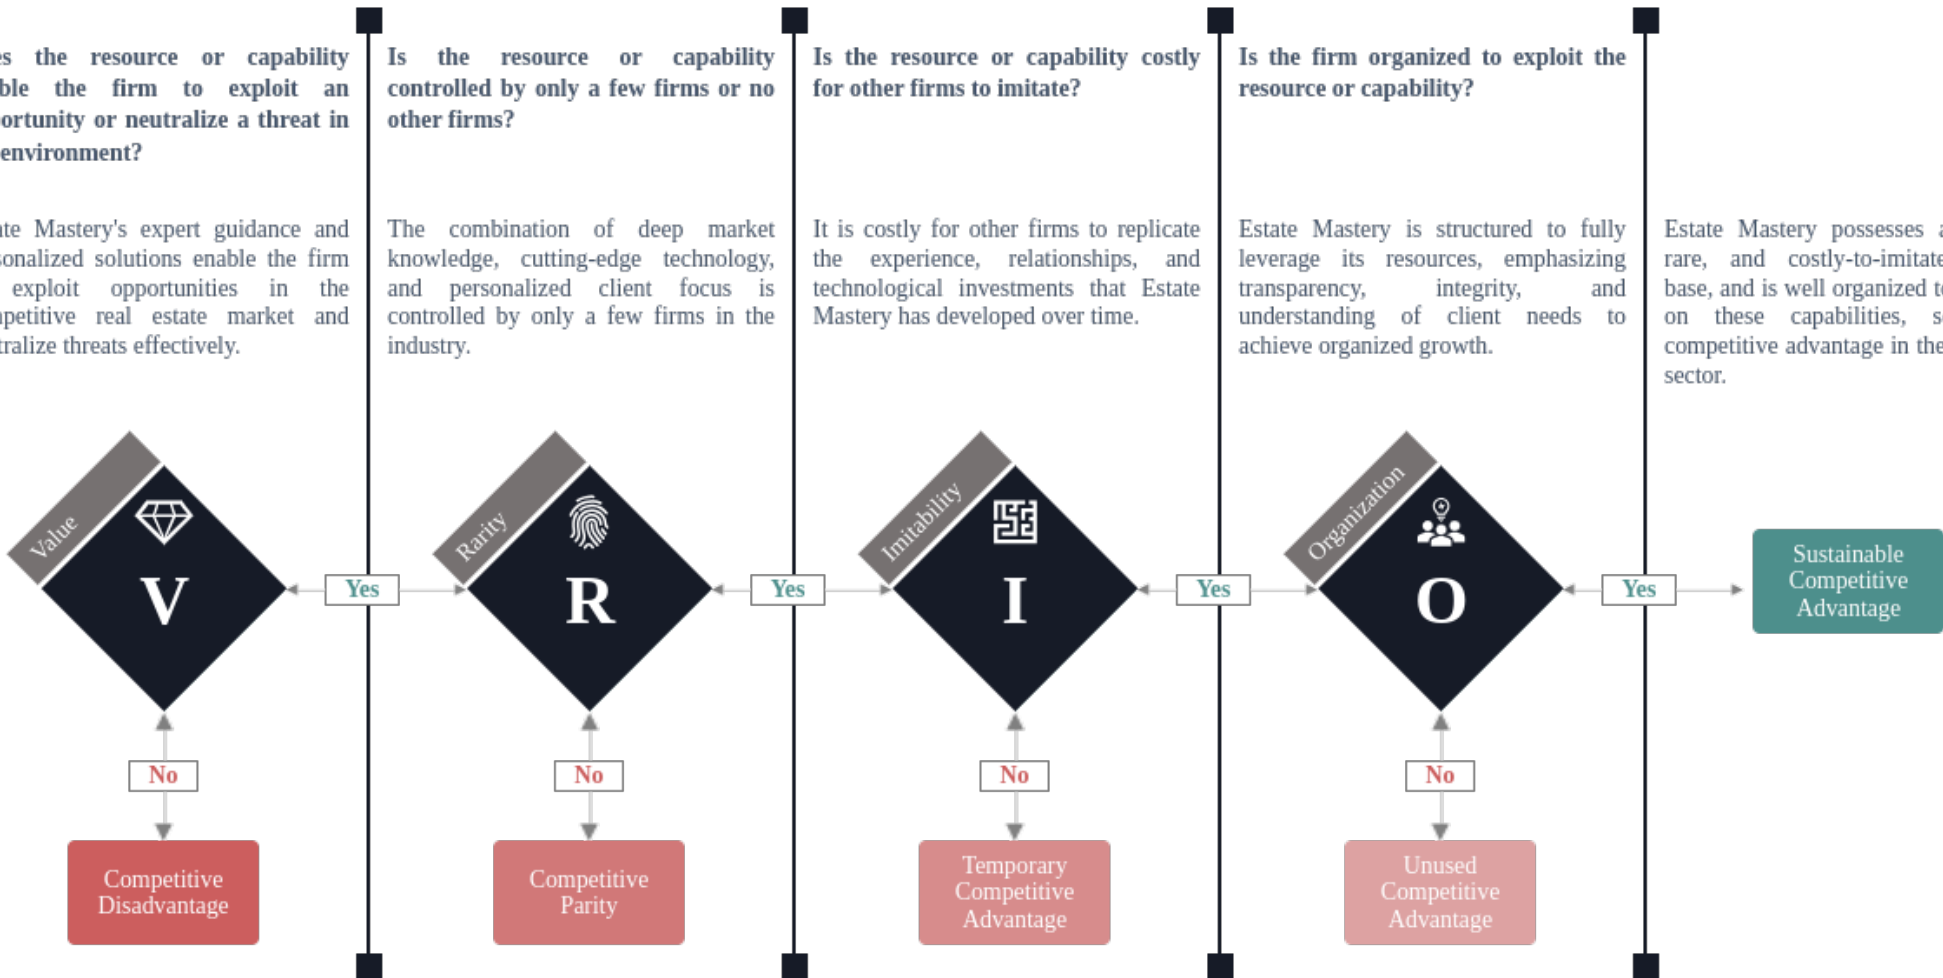 es the resource or capability
ble the firm to exploit an
ortunity or neutralize a threat in
environment?
te Mastery's expert guidance and
sonalized solutions enable the firm
exploit opportunities in the
petitive real estate market and
tralize threats effectively.
Value
V
Yes
No
Competitive
Disadvantage
Is the resource or capability
controlled by only a few firms or no
other firms?
The combination of deep market
knowledge, cutting-edge technology,
and personalized client focus is
controlled by only a few firms in the
industry.
Rarity
R
Yes
No
Competitive
Parity
Is the resource or capability costly
for other firms to imitate?
It is costly for other firms to replicate
the experience, relationships, and
technological investments that Estate
Mastery has developed over time.
Imitability
I
Yes
No
Temporary
Competitive
Advantage
Is the firm organized to exploit the
resource or capability?
Estate Mastery is structured to fully
leverage its resources, emphasizing
transparency, integrity, and
understanding of client needs to
achieve organized growth.
Organization
O
Yes
No
Unused
Competitive
Advantage
Estate Mastery possesses a
rare, and costly-to-imitate
base, and is well organized t
on these capabilities, s
competitive advantage in the
sector.
Sustainable
Competitive
Advantage